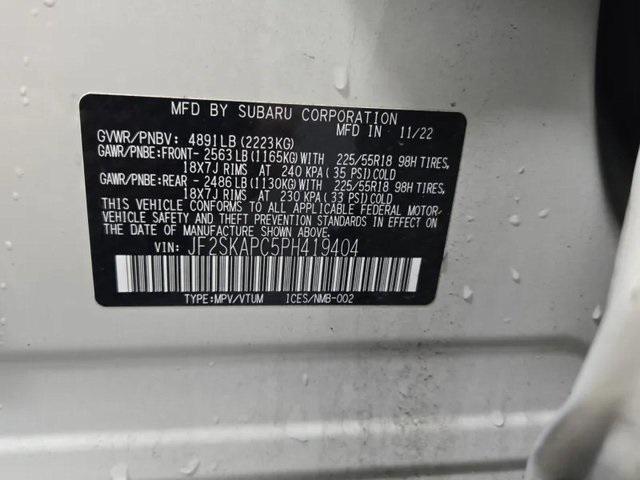 MFD BY SUBARU CORPORATION
MFD IN 11/22
GVWR/PNBV: 4891LB(2223KG)
GAWR/PNBE:FRONT- 2563LB(1165KG)WITH 225/55R18 98H TIRES,
18X7J RIMS AT 240 KPA(35 PSI)COLD
GAWR/PNBE:REAR - 2486LB(1130KG)WITH 225/55R18 98H TIRES,
18X7J RIMS AT 230 KPA(33 PSI)COLD
THIS VEHICLE CONFORMS TO ALL APPLICABLE FEDERAL MOTOR
VEHICLE SAFETY AND THEFT PREVENTION STANDARDS IN EFFECT ON
THE DATE OF MANUFACTURE SHOWN ABOVE.
VIN: JF2SKAPC5PH419404
TYPE:MPV/VTUM ICES/NMB-002